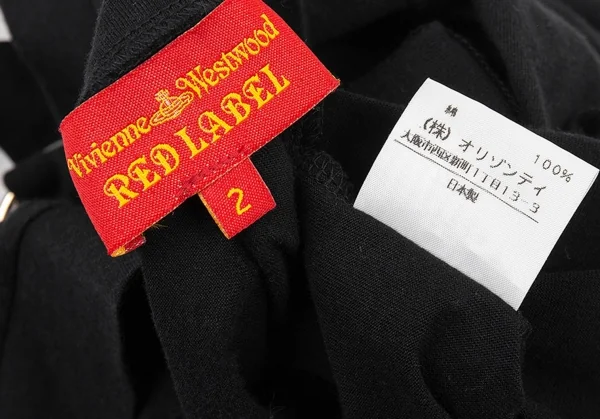 Vivienne Westwood
RED LABEL
2
綿 100%
(株)オリゾンティ
大阪市西区新町1丁目13-3
日本製